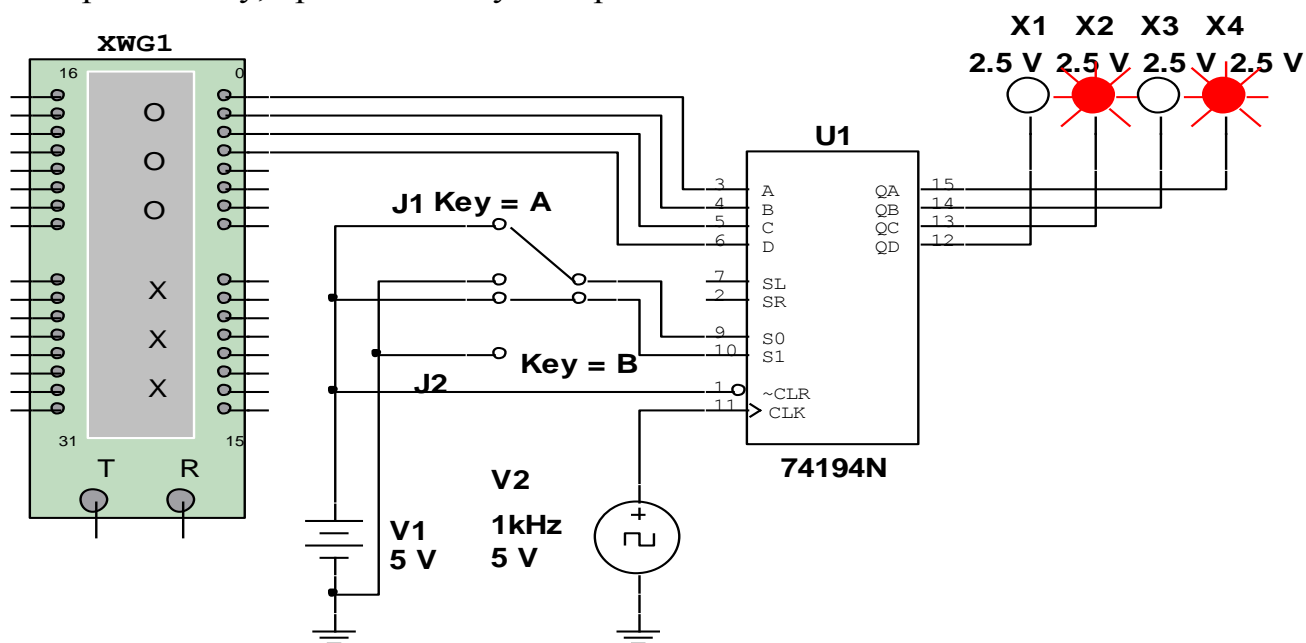 XWG1
16 0
O
O
O
X
X
X
31 15
T R
J1 Key = A
Key = B
J2
V1
5 V
V2
1kHz
5 V
U1
3 A QA 15
4 B QB 14
5 C QC 13
6 D QD 12
7 SL
2 SR
9 S0
10 S1
1 ~CLR
11 CLK
74194N
X1 X2 X3 X4
2.5 V 2.5 V 2.5 V 2.5 V